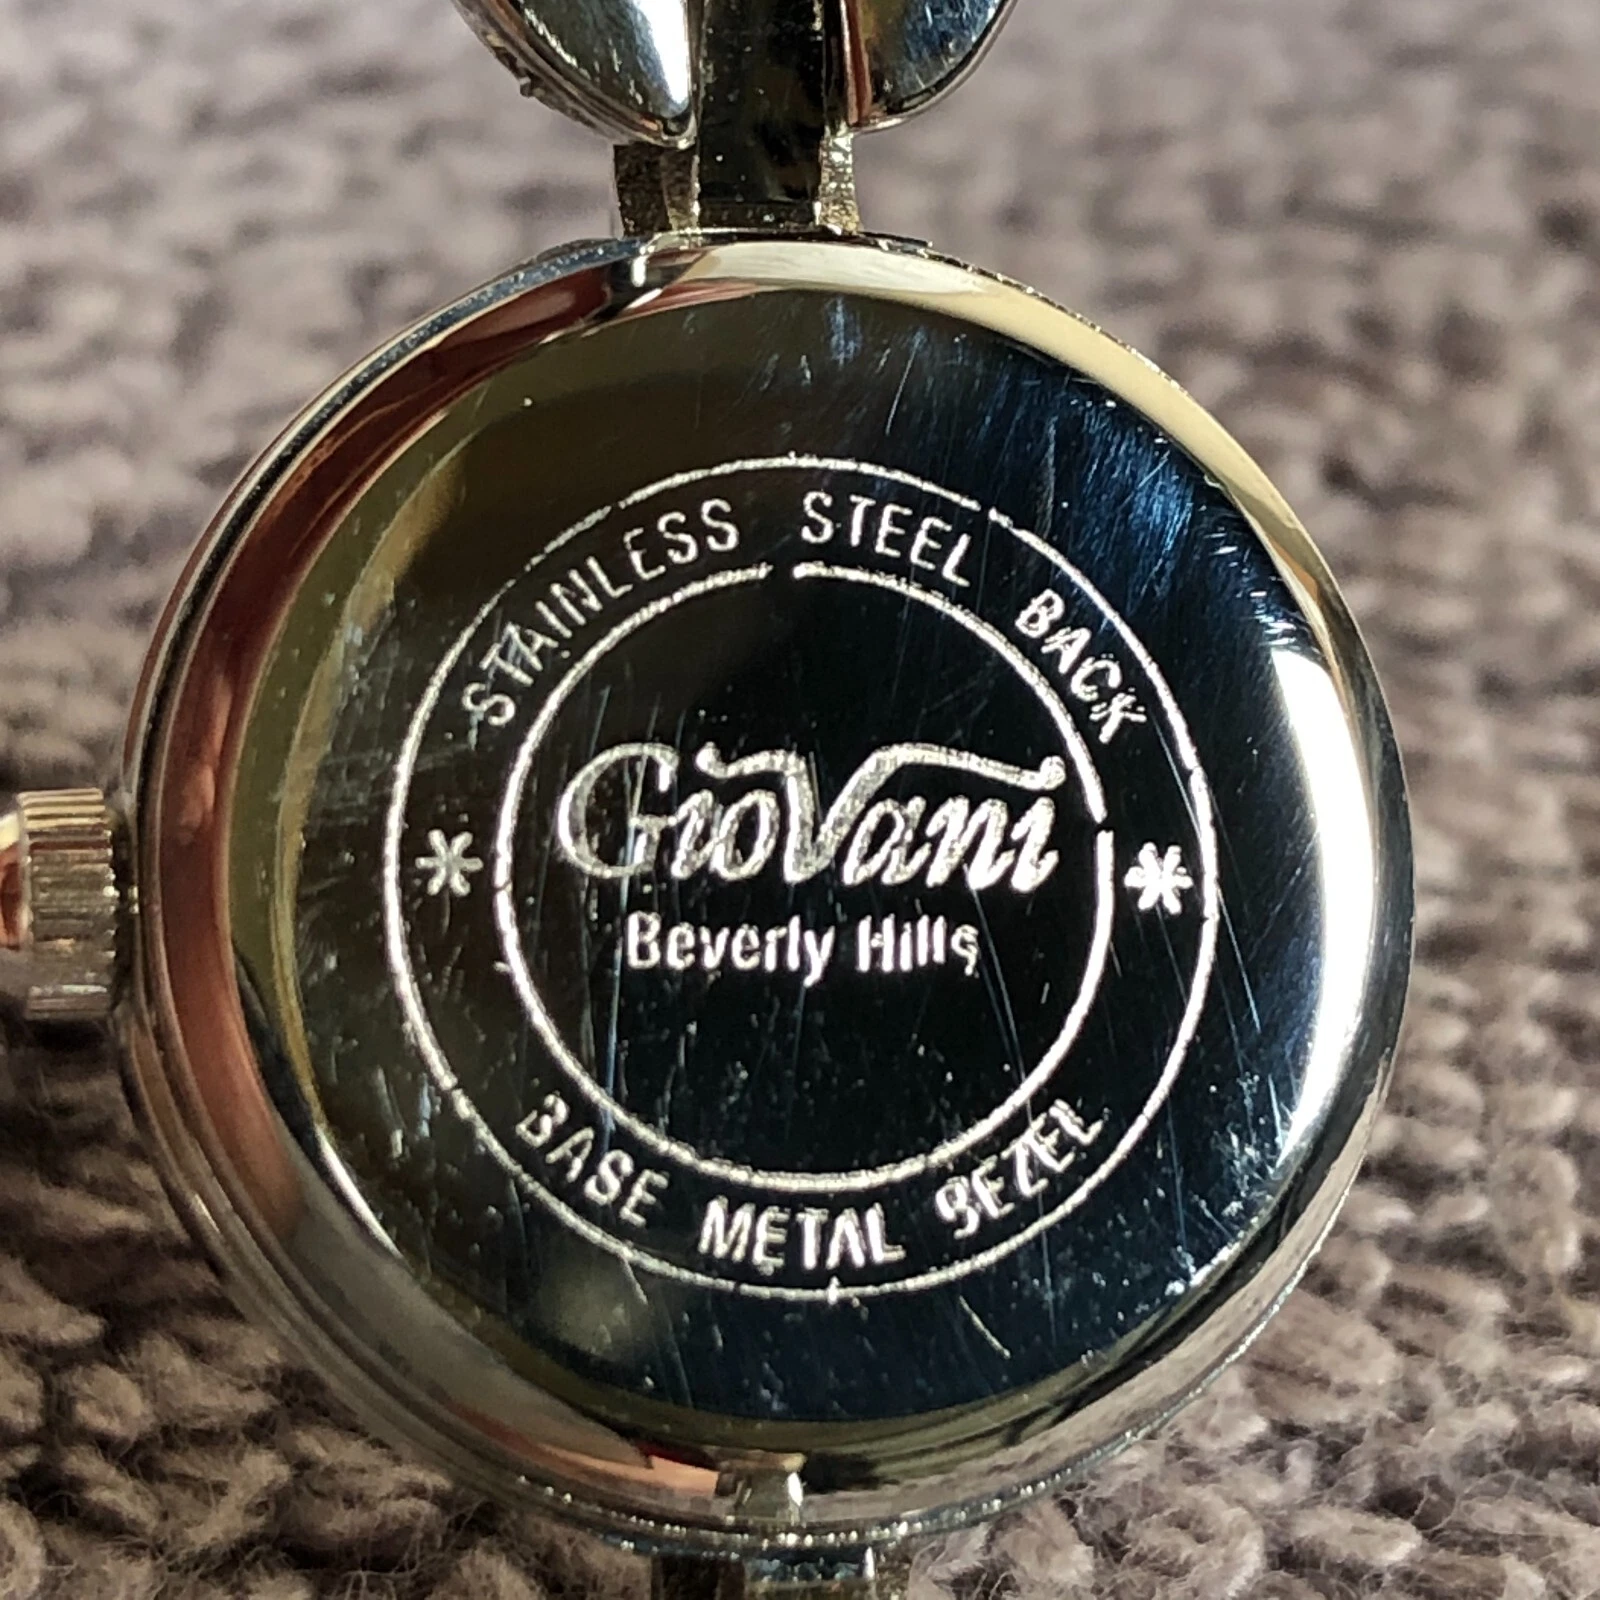 STAINLESS STEEL BACK
GioVani
Beverly Hills
BASE METAL BEZEL